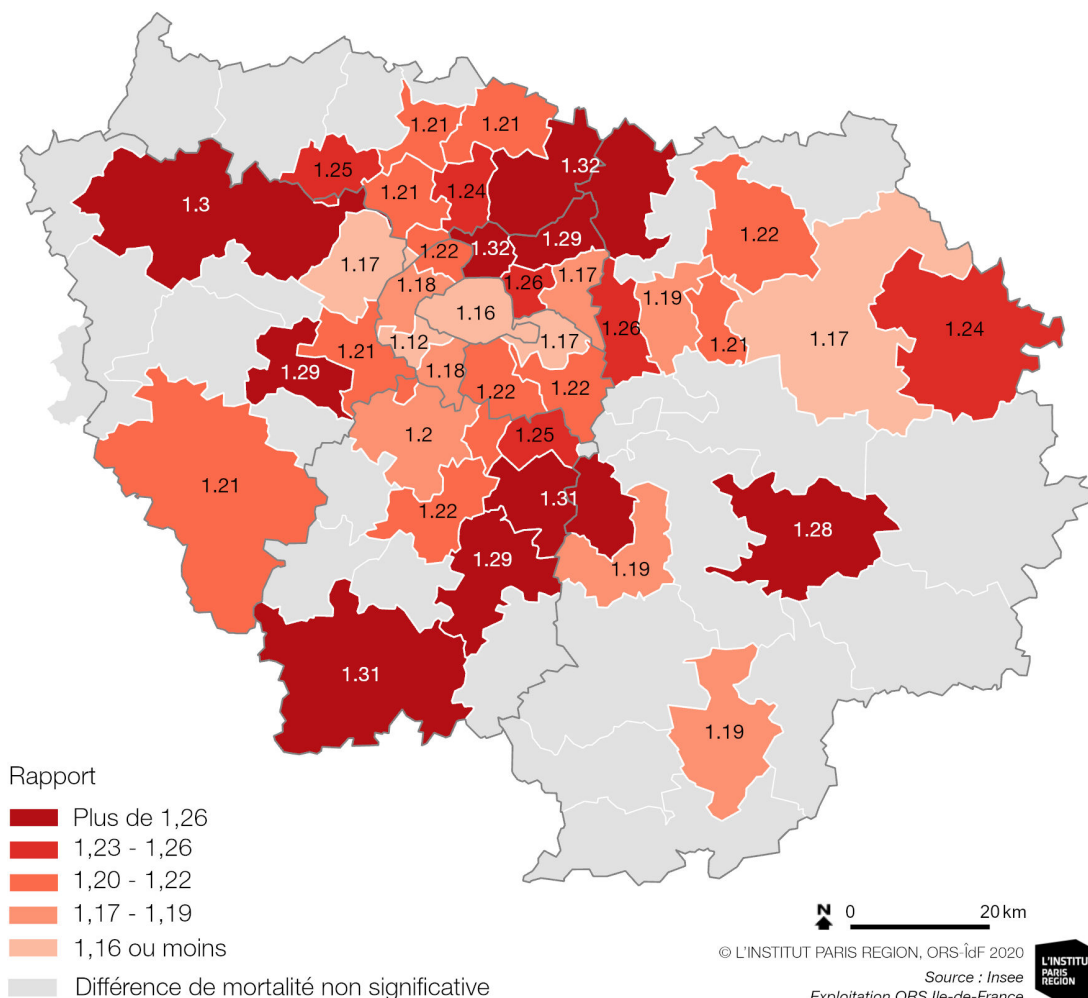 1.21
1.21
1.25
1.32
1.21
1.24
1.3
1.29
1.22
1.32
1.22
1.17
1.17
1.18
1.26
1.19
1.16
1.26
1.24
1.12
1.17
1.21
1.21
1.17
1.29
1.18
1.22
1.22
1.2
1.25
1.21
1.31
1.22
1.28
1.29
1.19
1.31
1.19
Rapport
Plus de 1,26
1,23 - 1,26
1,20 - 1,22
1,17 - 1,19
1,16 ou moins
Différence de mortalité non significative
N 0 20 km
© L'INSTITUT PARIS REGION, ORS-ÎdF 2020
Source : Insee
Exploitation ORS Ile-de-France
L'INSTITUT
PARIS
REGION